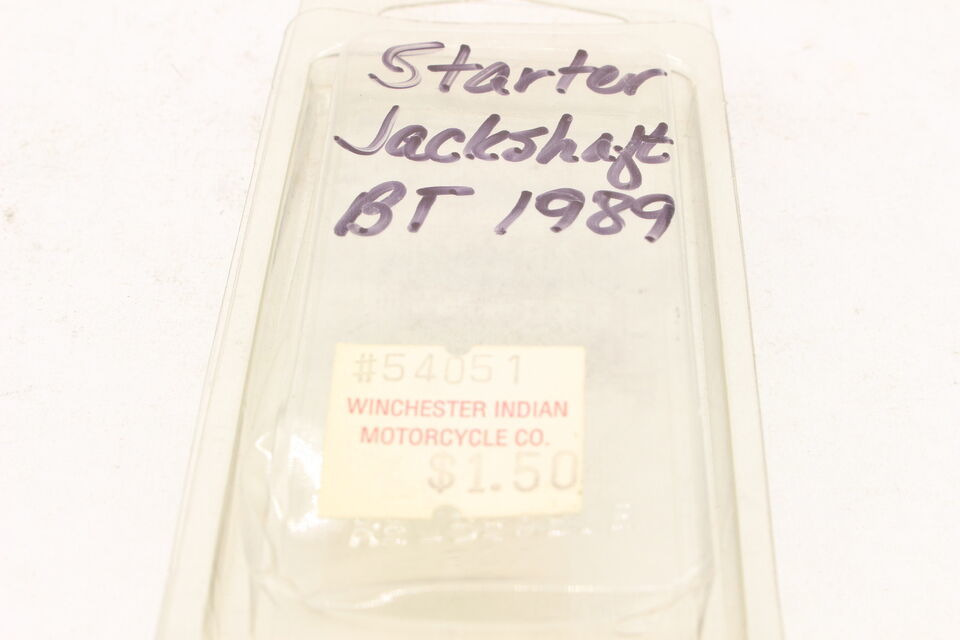 Starter
Jackshaft
BT 1989
#54051
WINCHESTER INDIAN
MOTORCYCLE CO.
$1.50